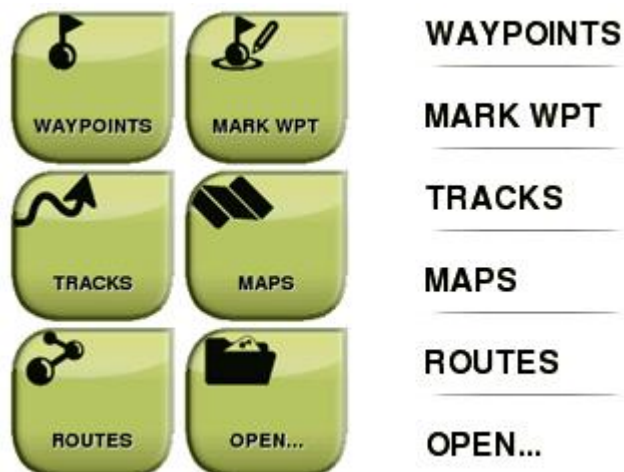 WAYPOINTS
MARK WPT
TRACKS
MAPS
ROUTES
OPEN...
WAYPOINTS
MARK WPT
TRACKS
MAPS
ROUTES
OPEN...